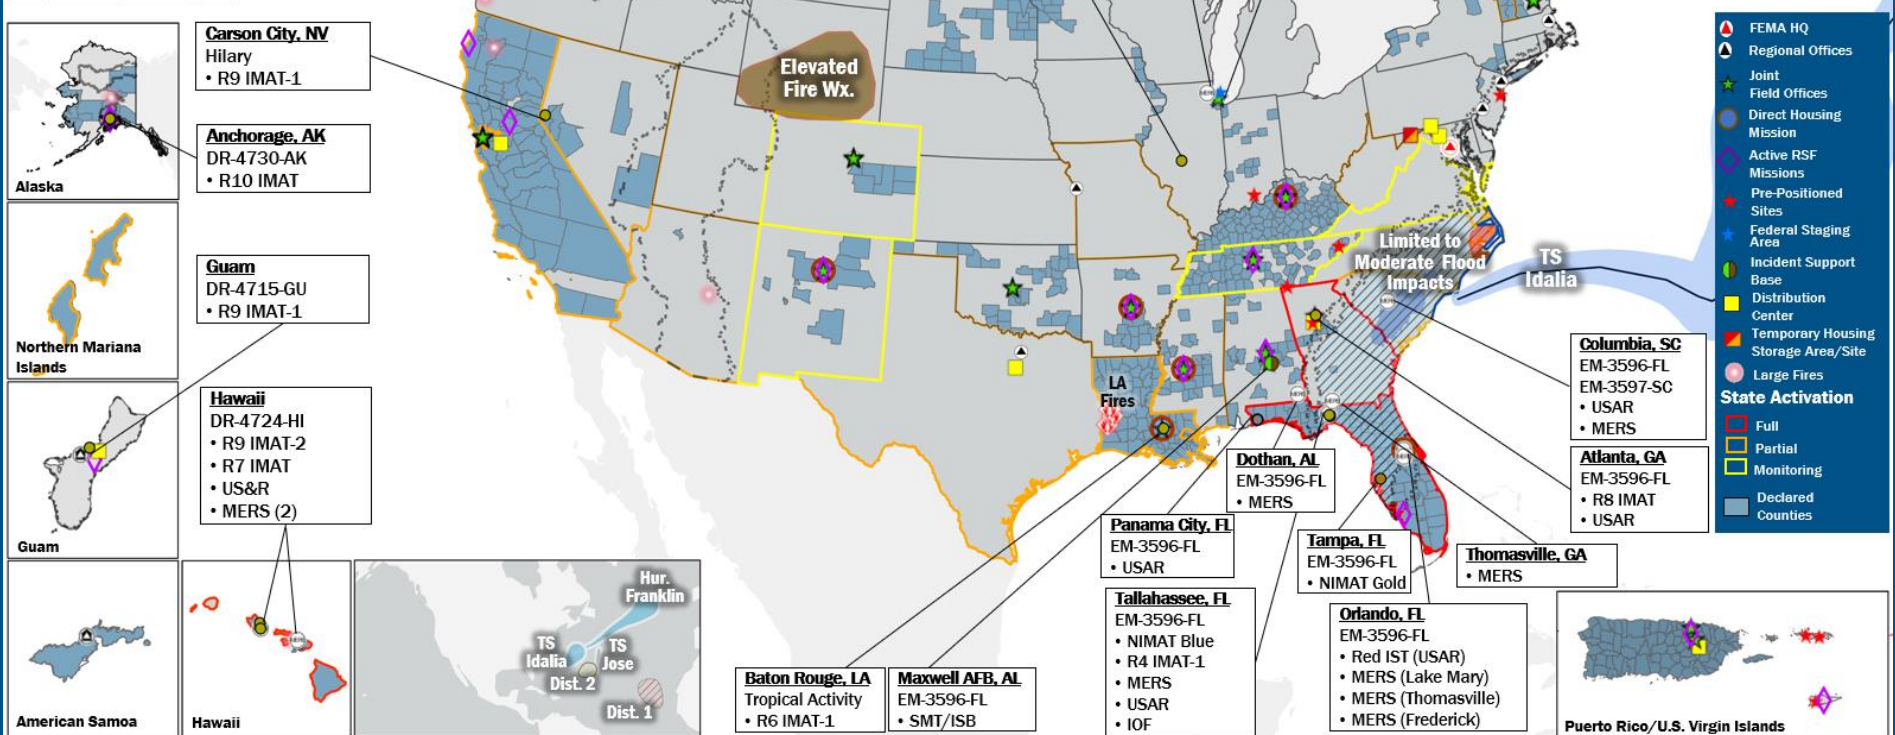 Carson City, NV
Hilary
• R9 IMAT-1
Anchorage, AK
DR-4730-AK
• R10 IMAT
Alaska
Northern Mariana
Islands
Guam
DR-4715-GU
• R9 IMAT-1
Hawaii
DR-4724-HI
• R9 IMAT-2
• R7 IMAT
• US&R
• MERS (2)
Guam
American Samoa
Hawaii
MERS
Elevated
Fire Wx.
MERS
LA
Fires
Limited to
Moderate Flood
Impacts
MERS
TS
Idalia
MERS
MERS
MERS
Hur.
Franklin
TS
Idalia
TS
Jose
Dist. 2
Dist. 1
Baton Rouge, LA
Tropical Activity
• R6 IMAT-1
Maxwell AFB, AL
EM-3596-FL
• SMT/ISB
Panama City, FL
EM-3596-FL
• USAR
Dothan, AL
EM-3596-FL
• MERS
Tallahassee, FL
EM-3596-FL
• NIMAT Blue
• R4 IMAT-1
• MERS
• USAR
• IOF
Tampa, FL
EM-3596-FL
• NIMAT Gold
Orlando, FL
EM-3596-FL
• Red IST (USAR)
• MERS (Lake Mary)
• MERS (Thomasville)
• MERS (Frederick)
Thomasville, GA
• MERS
Columbia, SC
EM-3596-FL
EM-3597-SC
• USAR
• MERS
Atlanta, GA
EM-3596-FL
• R8 IMAT
• USAR
Puerto Rico/U.S. Virgin Islands
FEMA HQ
Regional Offices
Joint
Field Offices
Direct Housing
Mission
Active RSF
Missions
Pre-Positioned
Sites
Federal Staging
Area
Incident Support
Base
Distribution
Center
Temporary Housing
Storage Area/Site
Large Fires
State Activation
Full
Partial
Monitoring
Declared
Counties